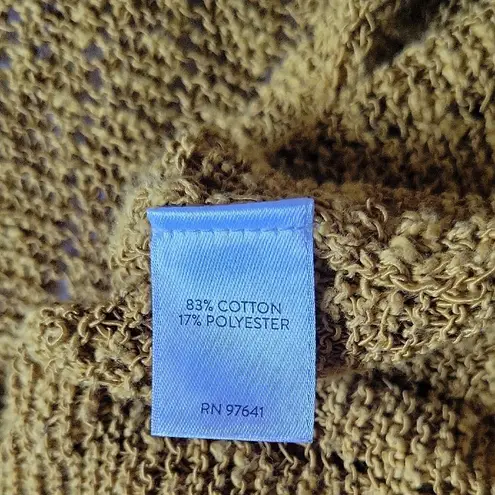 83% COTTON
17% POLYESTER
RN 97641